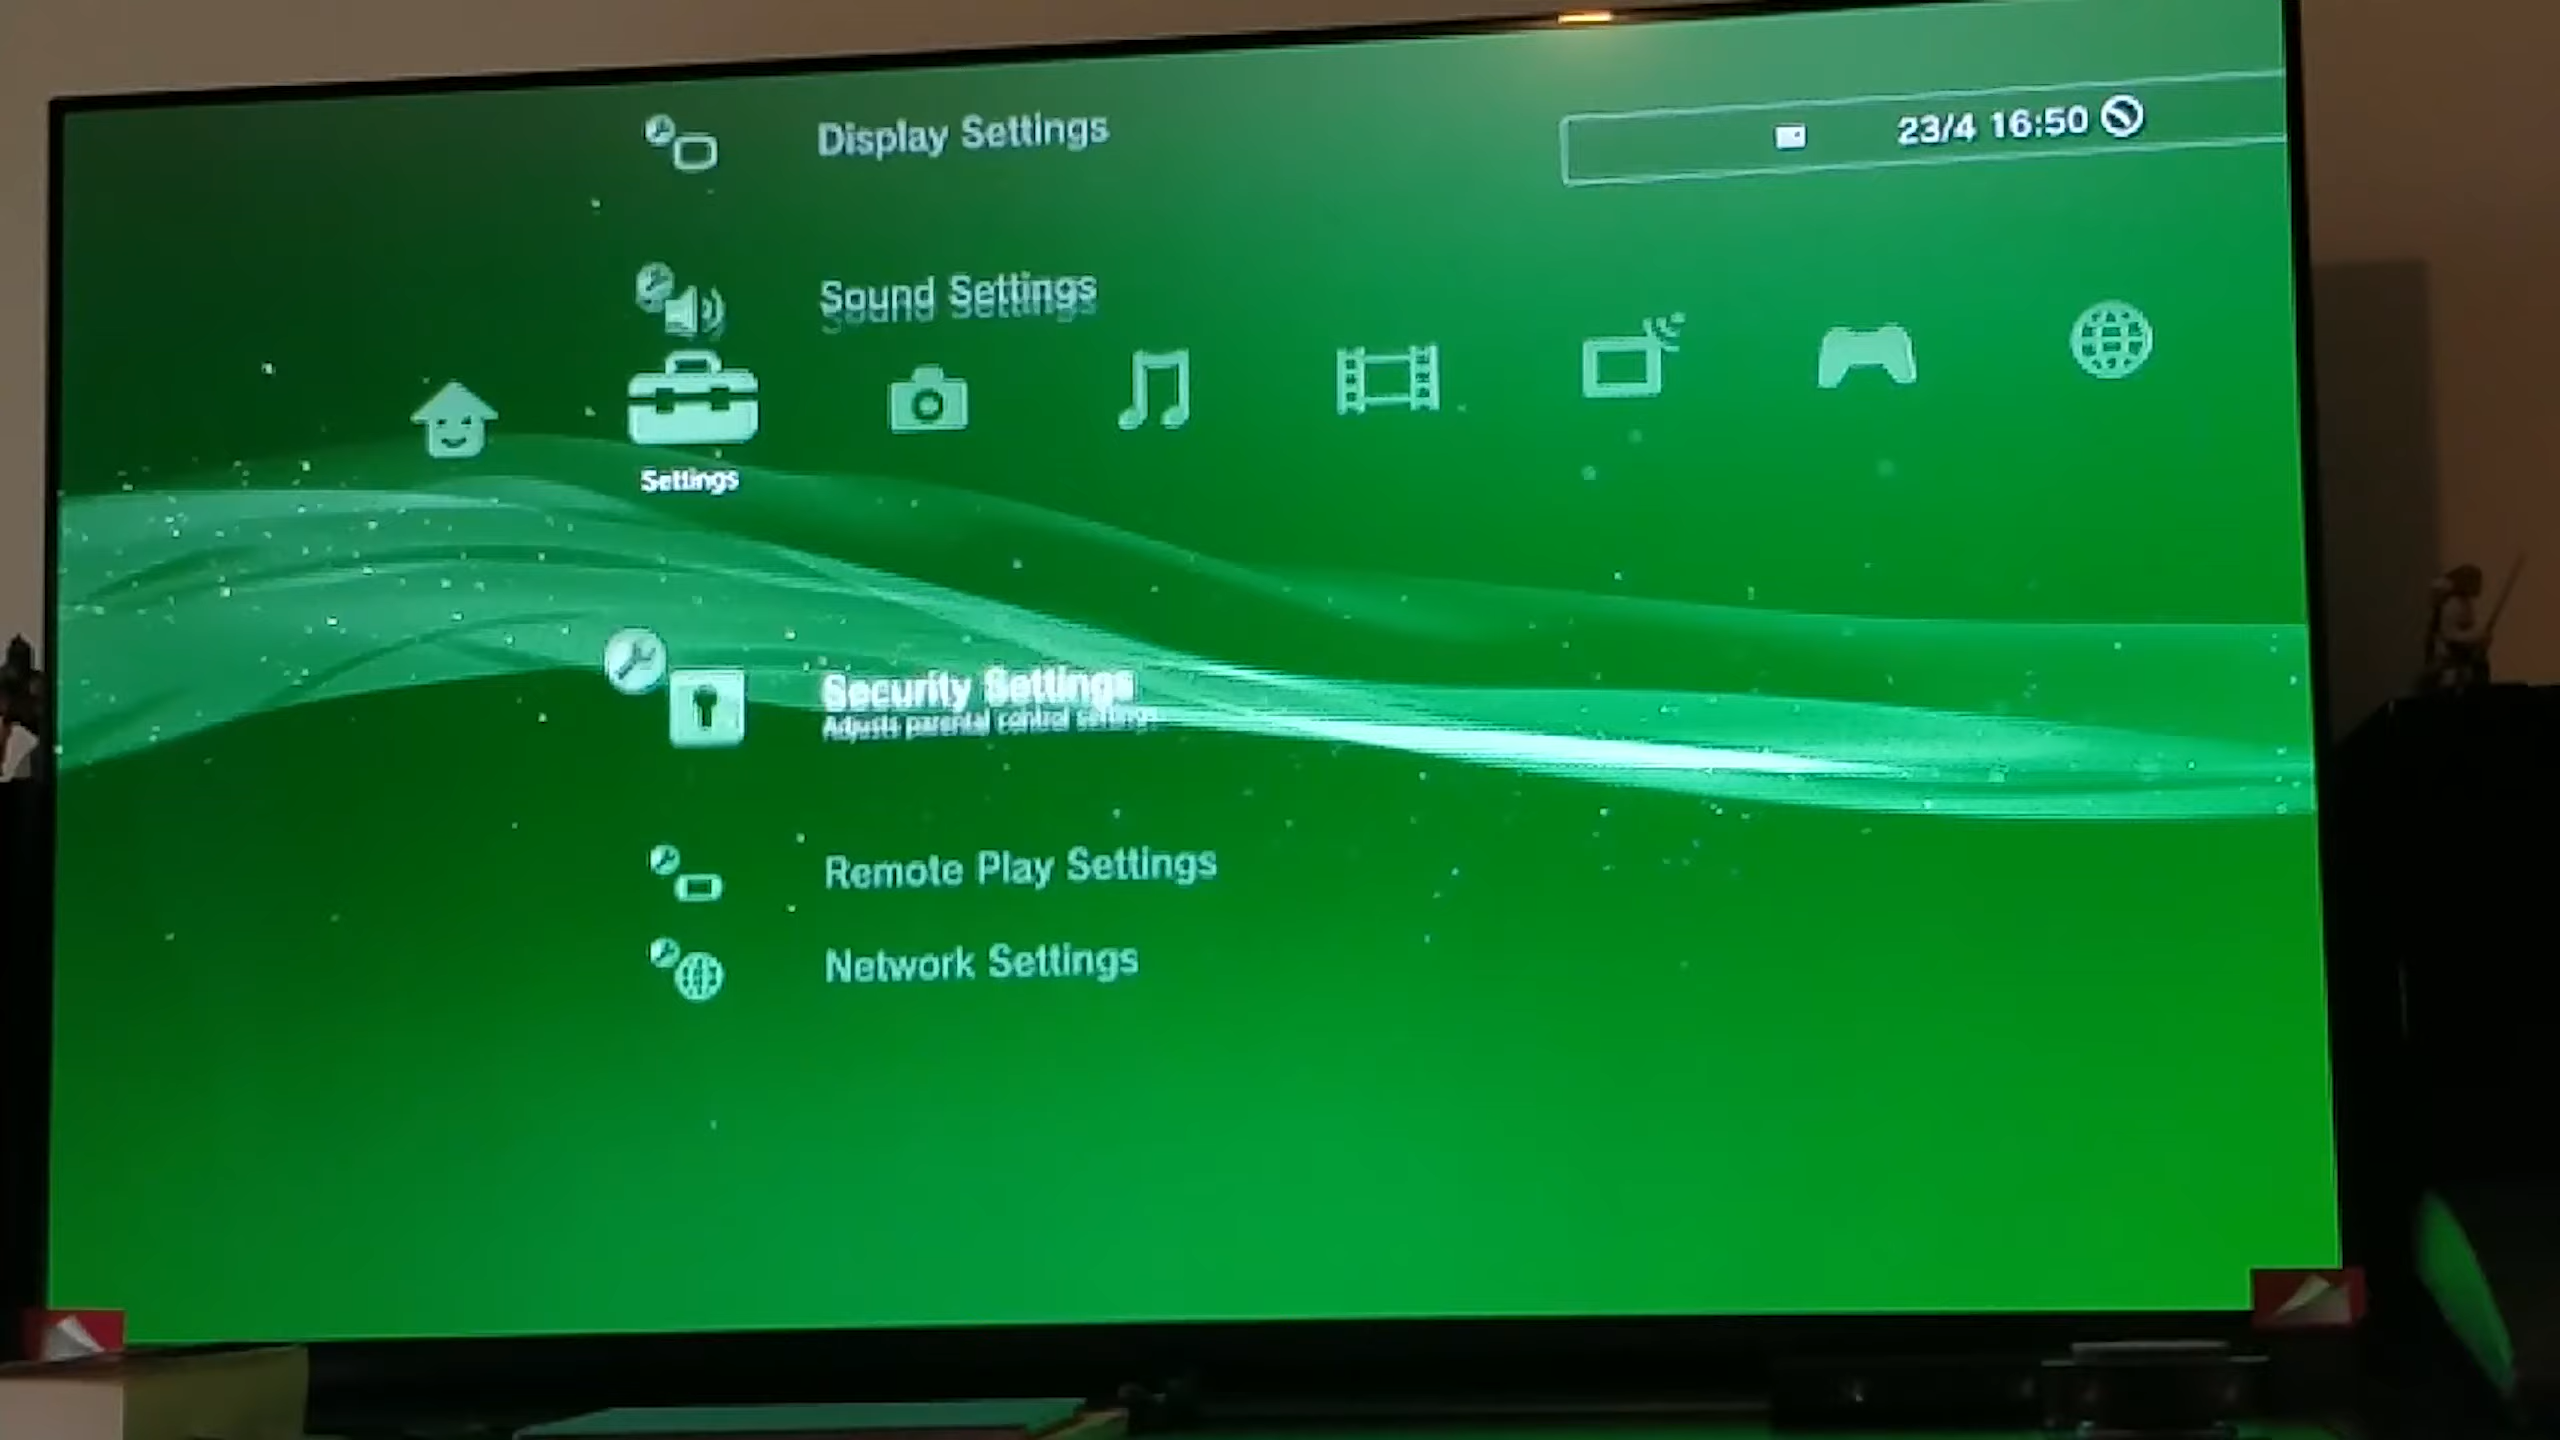 Display Settings
23/4 16:50
Sound Settings
Settings
Security Settings
Adjusts parental control settings.
Remote Play Settings
Network Settings